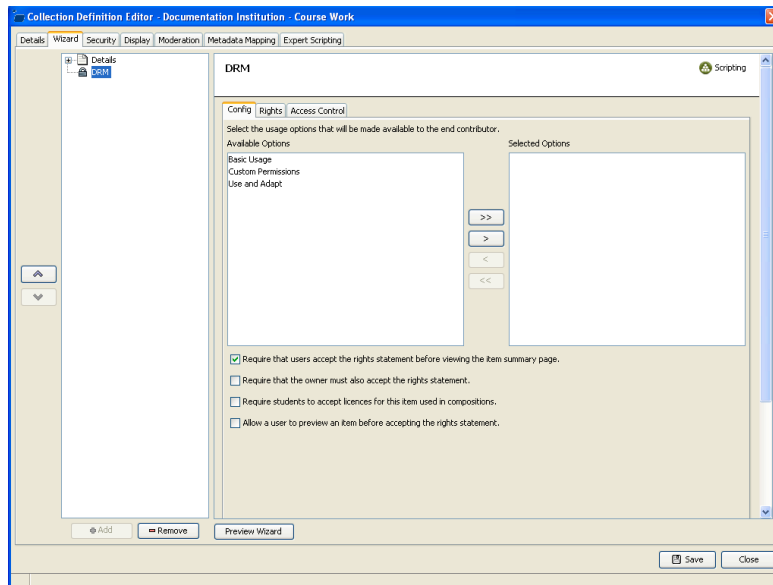 Collection Definition Editor - Documentation Institution - Course Work
Details Wizard Security Display Moderation Metadata Mapping Expert Scripting
Details
DRM
DRM
Scripting
Config Rights Access Control
Select the usage options that will be made available to the end contributor.
Available Options
Selected Options
Basic Usage
Custom Permissions
Use and Adapt
>>
>
<
<<
Require that users accept the rights statement before viewing the item summary page.
Require that the owner must also accept the rights statement.
Require students to accept licences for this item used in compositions.
Allow a user to preview an item before accepting the rights statement.
Add
Remove
Preview Wizard
Save
Close